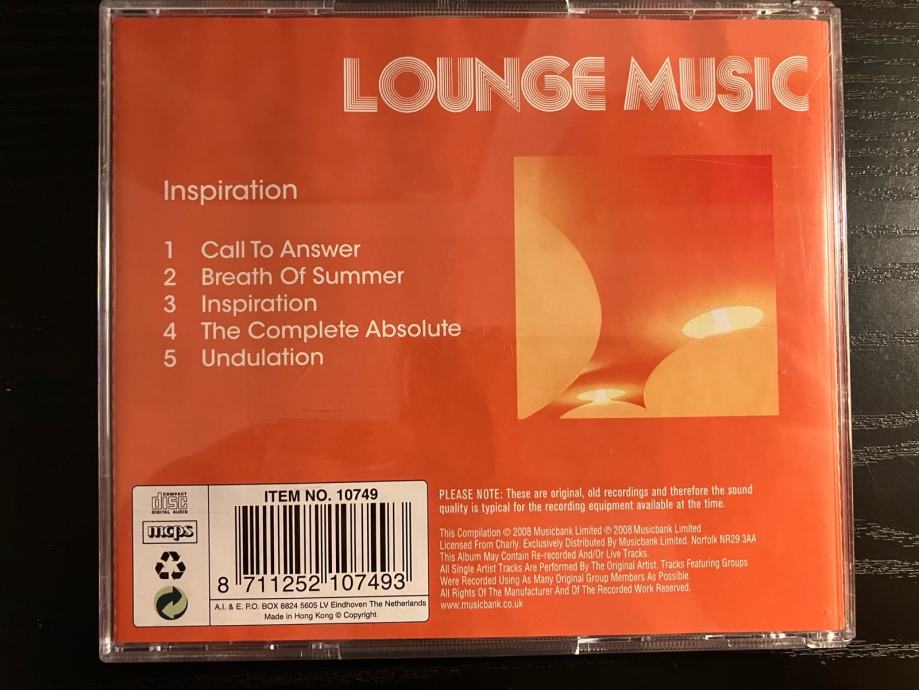 LOUNGE MUSIC
Inspiration
1 Call To Answer
2 Breath Of Summer
3 Inspiration
4 The Complete Absolute
5 Undulation
COMPACT
disc
DIGITAL AUDIO
mcps
ITEM NO. 10749
8 711252 107493
A.I. & E. P.O. BOX 6824 5605 LV Eindhoven The Netherlands
Made in Hong Kong © Copyright
PLEASE NOTE: These are original, old recordings and therefore the sound
quality is typical for the recording equipment available at the time.
This Compilation © 2008 Musicbank Limited ℗ 2008 Musicbank Limited
Licensed From Charly. Exclusively Distributed By Musicbank Limited, Norfolk NR29 3AA
This Album May Contain Re-recorded And/Or Live Tracks.
All Single Artist Tracks Are Performed By The Original Artist. Tracks Featuring Groups
Were Recorded Using As Many Original Group Members As Possible.
All Rights Of The Manufacturer And Of The Recorded Work Reserved.
www.musicbank.co.uk